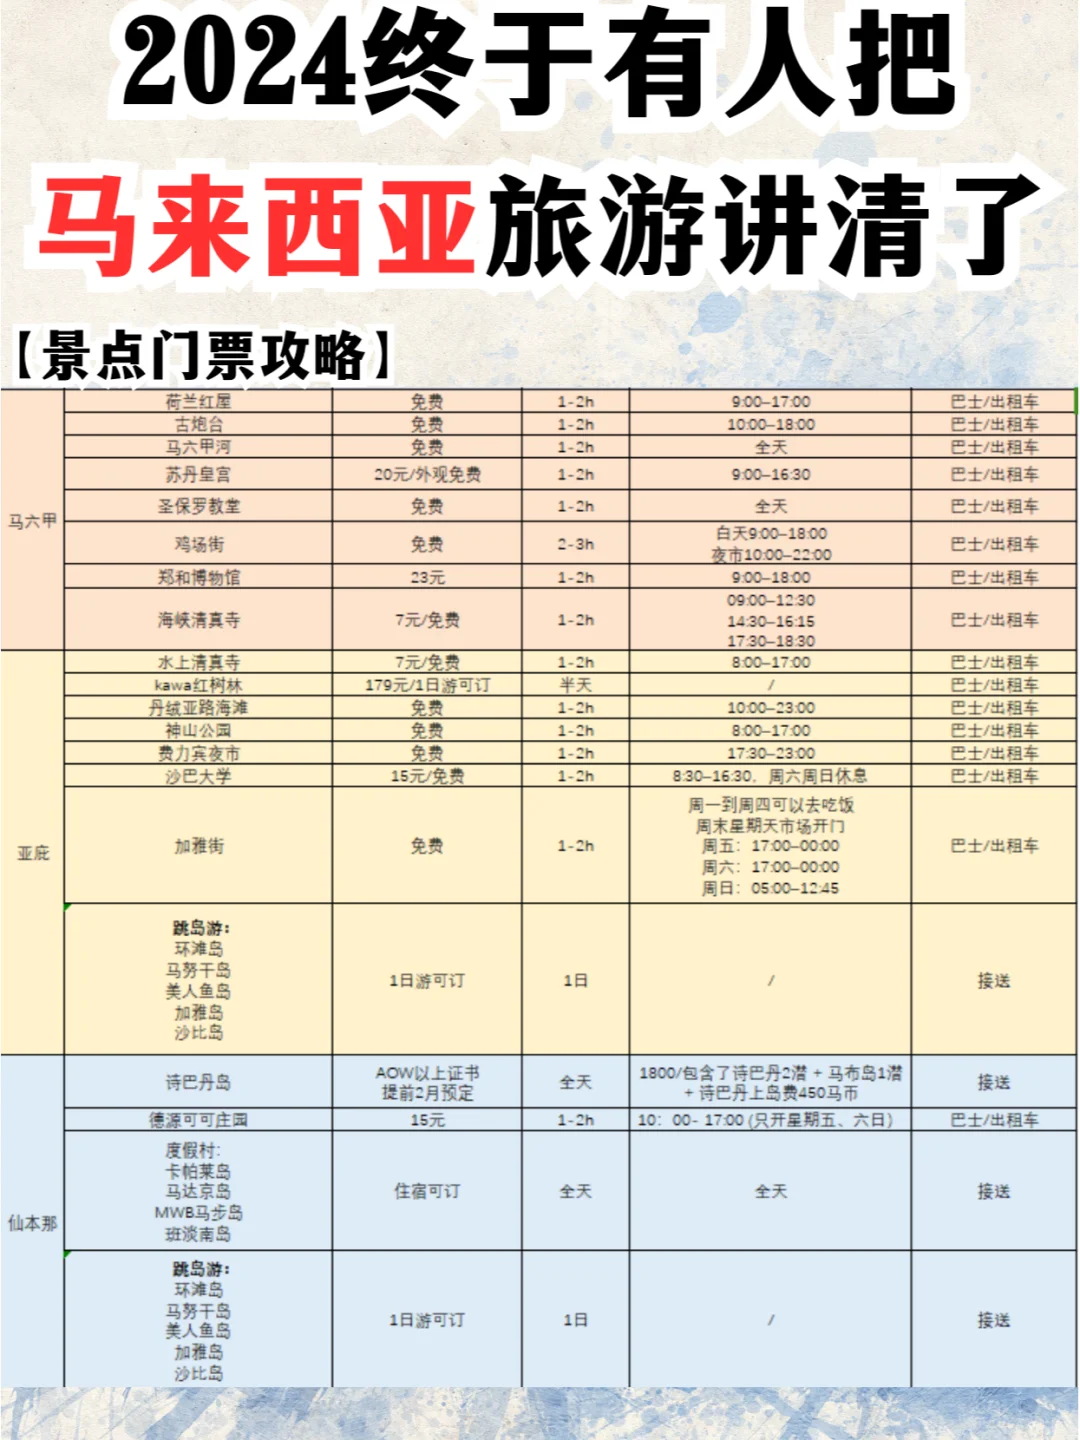 2024终于有人把
马来西亚旅游讲清了
【景点门票攻略】
马六甲
荷兰红屋 免费 1-2h 9:00-17:00 巴士/出租车
古炮台 免费 1-2h 10:00-18:00 巴士/出租车
马六甲河 免费 1-2h 全天 巴士/出租车
苏丹皇宫 20元/外观免费 1-2h 9:00-16:30 巴士/出租车
圣保罗教堂 免费 1-2h 全天 巴士/出租车
鸡场街 免费 2-3h 白天9:00-18:00 巴士/出租车
夜市10:00-22:00
郑和博物馆 23元 1-2h 9:00-18:00 巴士/出租车
海峡清真寺 7元/免费 1-2h 09:00-12:30 巴士/出租车
14:30-16:15
17:30-18:30
亚庇
水上清真寺 7元/免费 1-2h 8:00-17:00 巴士/出租车
kawa红树林 179元/1日游可订 半天 / 巴士/出租车
丹绒亚路海滩 免费 1-2h 10:00-23:00 巴士/出租车
神山公园 免费 1-2h 8:00-17:00 巴士/出租车
费力宾夜市 免费 1-2h 17:30-23:00 巴士/出租车
沙巴大学 15元/免费 1-2h 8:30-16:30，周六周日休息 巴士/出租车
加雅街 免费 1-2h 周一到周四可以去吃饭 巴士/出租车
周末星期天市场开门
周五：17:00-00:00
周六：17:00-00:00
周日：05:00-12:45
跳岛游： 1日游可订 1日 / 接送
环滩岛
马努干岛
美人鱼岛
加雅岛
沙比岛
仙本那
诗巴丹岛 AOW以上证书 全天 1800/包含了诗巴丹2潜 + 马布岛1潜 接送
提前2月预定 + 诗巴丹上岛费450马币
德源可可庄园 15元 1-2h 10：00- 17:00 (只开星期五、六日) 巴士/出租车
度假村： 住宿可订 全天 全天 接送
卡帕莱岛
马达京岛
MWB马步岛
班淡南岛
跳岛游： 1日游可订 1日 / 接送
环滩岛
马努干岛
美人鱼岛
加雅岛
沙比岛